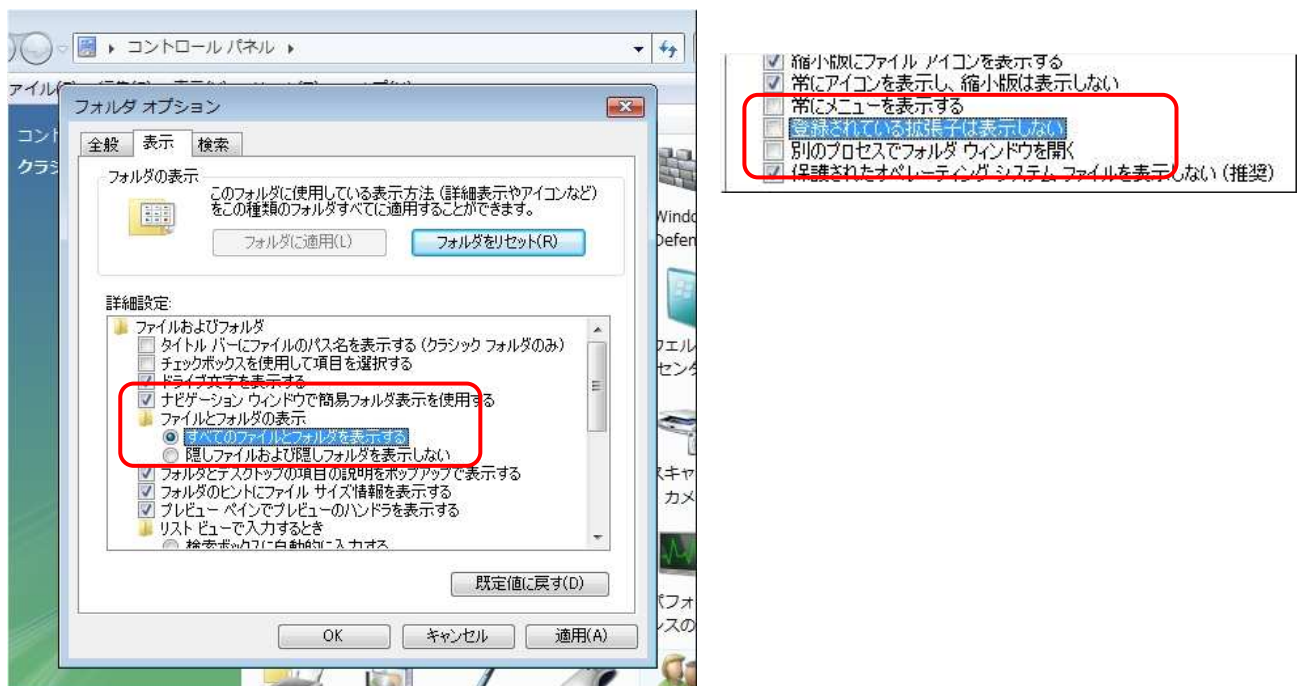 コントロール パネル
フォルダ オプション
全般 表示 検索
フォルダの表示
このフォルダに使用している表示方法 (詳細表示やアイコンなど)
をこの種類のフォルダすべてに適用することができます。
フォルダに適用(L) フォルダをリセット(R)
詳細設定:
ファイルおよびフォルダ
タイトル バーにファイルのパス名を表示する (クラシック フォルダのみ)
チェックボックスを使用して項目を選択する
ドライブ文字を表示する
ナビゲーション ウィンドウで簡易フォルダ表示を使用する
ファイルとフォルダの表示
すべてのファイルとフォルダを表示する
隠しファイルおよび隠しフォルダを表示しない
フォルダとデスクトップの項目の説明をポップアップで表示する
フォルダのヒントにファイル サイズ情報を表示する
プレビュー ペインでプレビューのハンドラを表示する
リスト ビューで入力するとき
検索ボックスに自動的に入力する
既定値に戻す(D)
OK キャンセル 適用(A)
縮小版にファイル アイコンを表示する
常にアイコンを表示し、縮小版は表示しない
常にメニューを表示する
登録されている拡張子は表示しない
別のプロセスでフォルダ ウィンドウを開く
保護されたオペレーティング システム ファイルを表示しない (推奨)